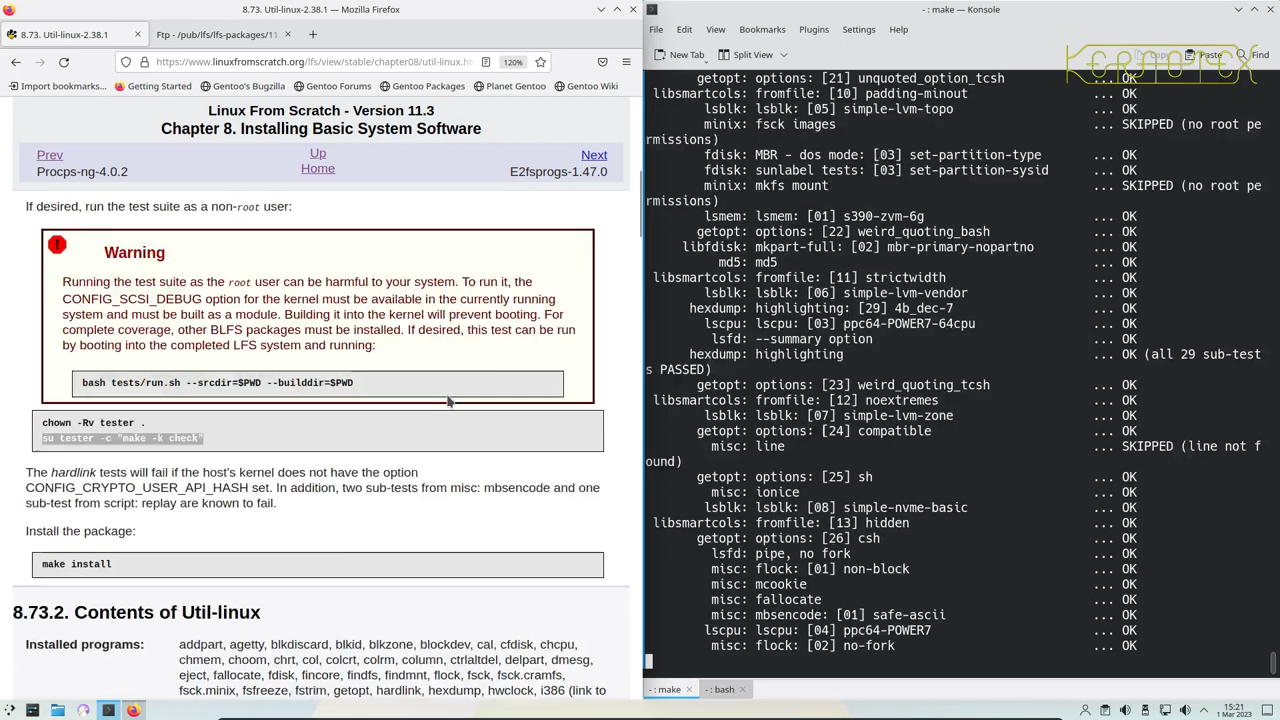 8.73. Util-linux-2.38.1 — Mozilla Firefox
8.73. Util-linux-2.38.1
Ftp - /pub/lfs/lfs-packages/11.
https://www.linuxfromscratch.org/lfs/view/stable/chapter08/util-linux.h
120%
Import bookmarks...
Getting Started
Gentoo's Bugzilla
Gentoo Forums
Gentoo Packages
Planet Gentoo
Gentoo Wiki
Linux From Scratch - Version 11.3
Chapter 8. Installing Basic System Software
Prev
Up
Next
Procps-ng-4.0.2
Home
E2fsprogs-1.47.0
If desired, run the test suite as a non-root user:
Warning
Running the test suite as the root user can be harmful to your system. To run it, the
CONFIG_SCSI_DEBUG option for the kernel must be available in the currently running
system and must be built as a module. Building it into the kernel will prevent booting. For
complete coverage, other BLFS packages must be installed. If desired, this test can be run
by booting into the completed LFS system and running:
bash tests/run.sh --srcdir=$PWD --builddir=$PWD
chown -Rv tester .
su tester -c "make -k check"
The hardlink tests will fail if the host's kernel does not have the option
CONFIG_CRYPTO_USER_API_HASH set. In addition, two sub-tests from misc: mbsencode and one
sub-test from script: replay are known to fail.
Install the package:
make install
8.73.2. Contents of Util-linux
Installed programs:
addpart, agetty, blkdiscard, blkid, blkzone, blockdev, cal, cfdisk, chcpu,
chmem, choom, chrt, col, colcrt, colrm, column, ctrlaltdel, delpart, dmesg,
eject, fallocate, fdisk, fincore, findfs, findmnt, flock, fsck, fsck.cramfs,
fsck.minix, fsfreeze, fstrim, getopt, hardlink, hexdump, hwclock, i386 (link to
- : make — Konsole
File Edit View Bookmarks Plugins Settings Help
New Tab
Split View
Copy
Paste
Find
KERNOTEX
getopt: options: [21] unquoted_option_tcsh ... OK
libsmartcols: fromfile: [10] padding-minout ... OK
lsblk: lsblk: [05] simple-lvm-topo ... OK
minix: fsck images ... SKIPPED (no root pe
rmissions)
fdisk: MBR - dos mode: [03] set-partition-type ... OK
fdisk: sunlabel tests: [03] set-partition-sysid ... OK
minix: mkfs mount ... SKIPPED (no root pe
rmissions)
lsmem: lsmem: [01] s390-zvm-6g ... OK
getopt: options: [22] weird_quoting_bash ... OK
libfdisk: mkpart-full: [02] mbr-primary-nopartno ... OK
md5: md5 ... OK
libsmartcols: fromfile: [11] strictwidth ... OK
lsblk: lsblk: [06] simple-lvm-vendor ... OK
hexdump: highlighting: [29] 4b_dec-7 ... OK
lscpu: lscpu: [03] ppc64-POWER7-64cpu ... OK
lsfd: --summary option ... OK
hexdump: highlighting ... OK (all 29 sub-test
s PASSED)
getopt: options: [23] weird_quoting_tcsh ... OK
libsmartcols: fromfile: [12] noextremes ... OK
lsblk: lsblk: [07] simple-lvm-zone ... OK
getopt: options: [24] compatible ... OK
misc: line ... SKIPPED (line not f
ound)
getopt: options: [25] sh ... OK
misc: ionice ... OK
lsblk: lsblk: [08] simple-nvme-basic ... OK
libsmartcols: fromfile: [13] hidden ... OK
getopt: options: [26] csh ... OK
lsfd: pipe, no fork ... OK
misc: flock: [01] non-block ... OK
misc: mcookie ... OK
misc: fallocate ... OK
misc: mbsencode: [01] safe-ascii ... OK
lscpu: lscpu: [04] ppc64-POWER7 ... OK
misc: flock: [02] no-fork ... OK
- : make
- : bash
15:21
1 Mar 2023